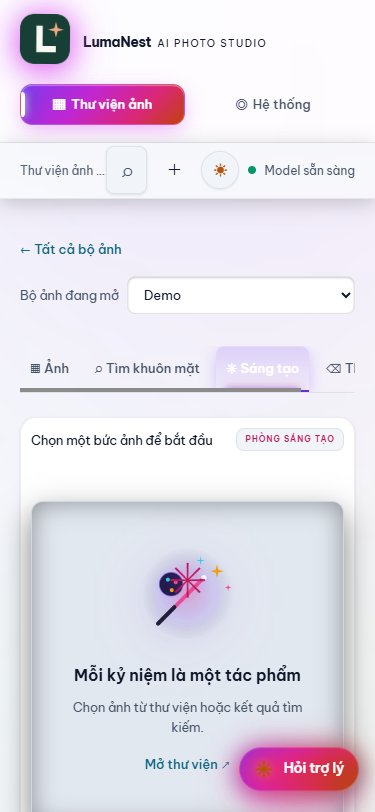 L
LumaNest AI PHOTO STUDIO
Thư viện ảnh
Hệ thống
Thư viện ảnh ...
Model sẵn sàng
← Tất cả bộ ảnh
Bộ ảnh đang mở
Demo
Ảnh
Tìm khuôn mặt
Sáng tạo
Chọn một bức ảnh để bắt đầu
PHÒNG SÁNG TẠO
Mỗi kỷ niệm là một tác phẩm
Chọn ảnh từ thư viện hoặc kết quả tìm
kiếm.
Mở thư viện ↗
Hỏi trợ lý